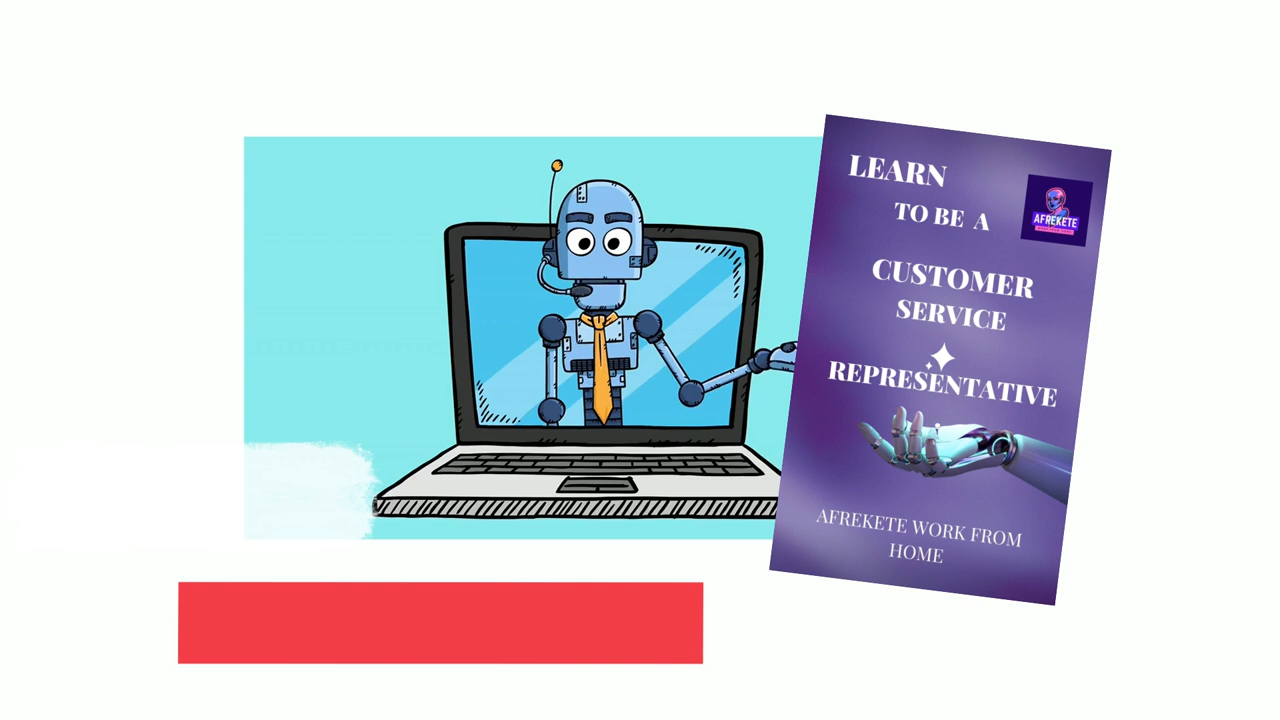 LEARN
TO BE A
AFREKETE
CUSTOMER
SERVICE
REPRESENTATIVE
AFREKETE WORK FROM
HOME